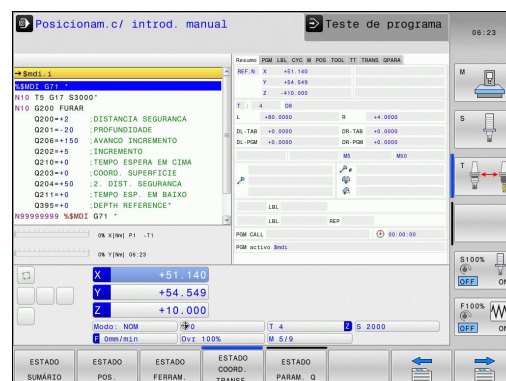 Posicionam.c/ introd. manual
Teste de programa
06:23
→$mdi.i
%$MDI G71 *
N10 T5 G17 S3000*
N10 G200 FURAR
Q200=+2 ;DISTANCIA SEGURANCA
Q201=-20 ;PROFUNDIDADE
Q206=+150 ;AVANCO INCREMENTO
Q202=+5 ;INCREMENTO
Q210=+0 ;TEMPO ESPERA EM CIMA
Q203=+0 ;COORD. SUPERFICIE
Q204=+50 ;2. DIST. SEGURANCA
Q211=+0 ;TEMPO ESP. EM BAIXO
Q395=+0 ;DEPTH REFERENCE*
N99999999 %$MDI G71 *
0% X[Nm] P1 -T1
0% Y[Nm] 06:23
Resumo PGM LBL CYC M POS TOOL TT TRANS QPARA
REF.N X +51.140
Y +54.549
Z -410.000
T : 4 D8
L +80.0000 R +4.0000
DL-TAB +0.0000 DR-TAB +0.0000
DL-PGM +0.0000 DR-PGM +0.0000
M5 M50
LBL
LBL REP
PGM CALL 00:00:00
PGM activo $mdi
X +51.140
Y +54.549
Z +10.000
Modo: NOM 0 T 4 Z S 2000
F 0mm/min Ovr 100% M 5/9
M
S
T
S100%
OFF ON
F100%
OFF ON
ESTADO SUMÁRIO
ESTADO POS.
ESTADO FERRAM.
ESTADO COORD. TRANSF.
ESTADO PARAM. Q